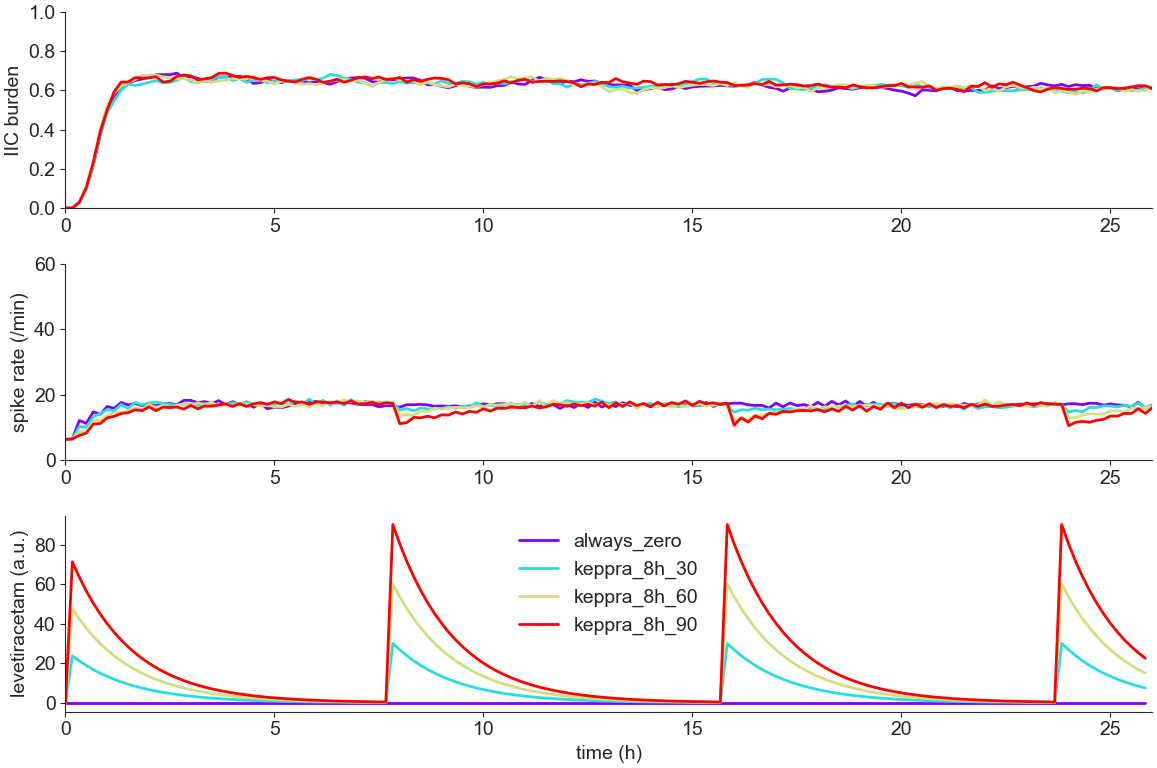 1.0
0.8
0.6
0.4
0.2
0.0
IIC burden
0 5 10 15 20 25
60
40
20
0
spike rate (/min)
0 5 10 15 20 25
80
60
40
20
0
levetiracetam (a.u.)
always_zero
keppra_8h_30
keppra_8h_60
keppra_8h_90
0 5 10 15 20 25
time (h)